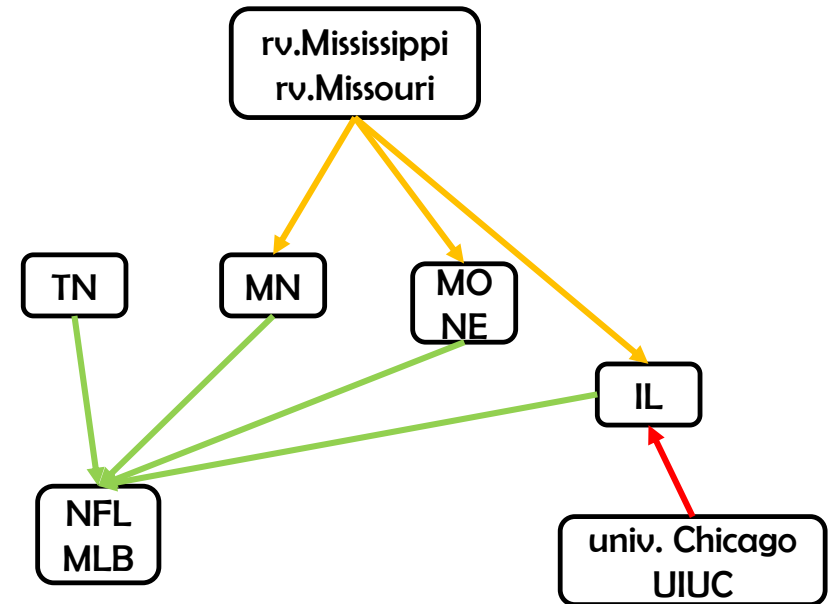 rv.Mississippi
rv.Missouri
TN
MN
MO
NE
IL
NFL
MLB
univ. Chicago
UIUC